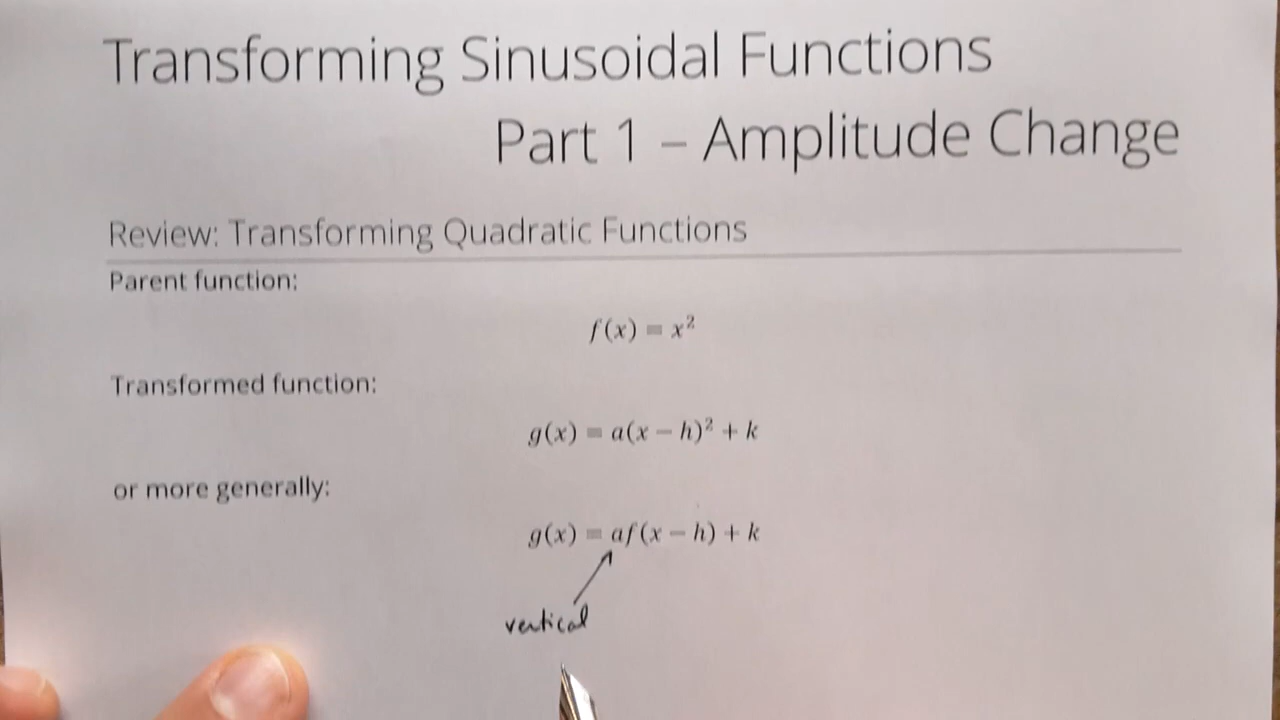 Transforming Sinusoidal Functions
Part 1 – Amplitude Change
Review: Transforming Quadratic Functions
Parent function:
f(x) = x²
Transformed function:
g(x) = a(x − h)² + k
or more generally:
g(x) = af(x − h) + k
vertical